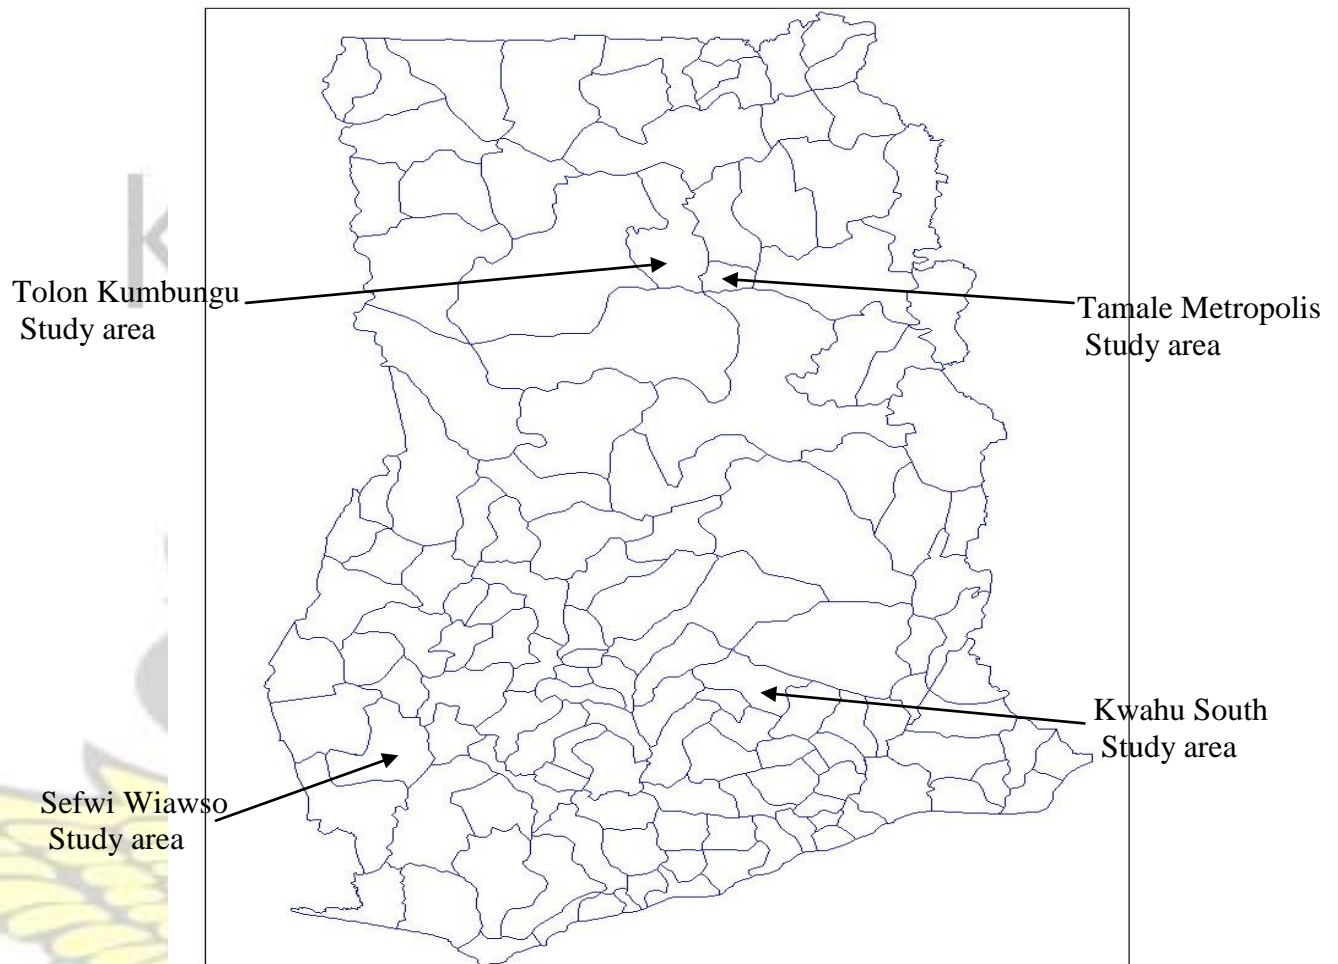 K
Tolon Kumbungu
Study area
Tamale Metropolis
Study area
Kwahu South
Study area
Sefwi Wiawso
Study area